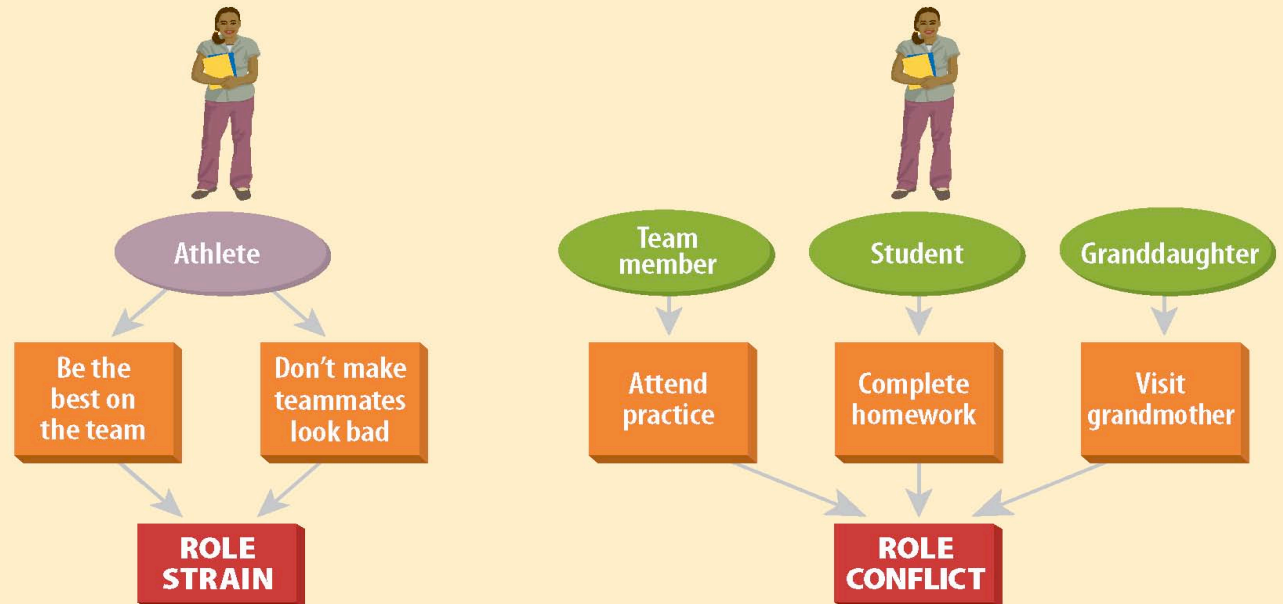 Athlete
Be the
best on
the team
Don't make
teammates
look bad
ROLE
STRAIN
Team
member
Student
Granddaughter
Attend
practice
Complete
homework
Visit
grandmother
ROLE
CONFLICT